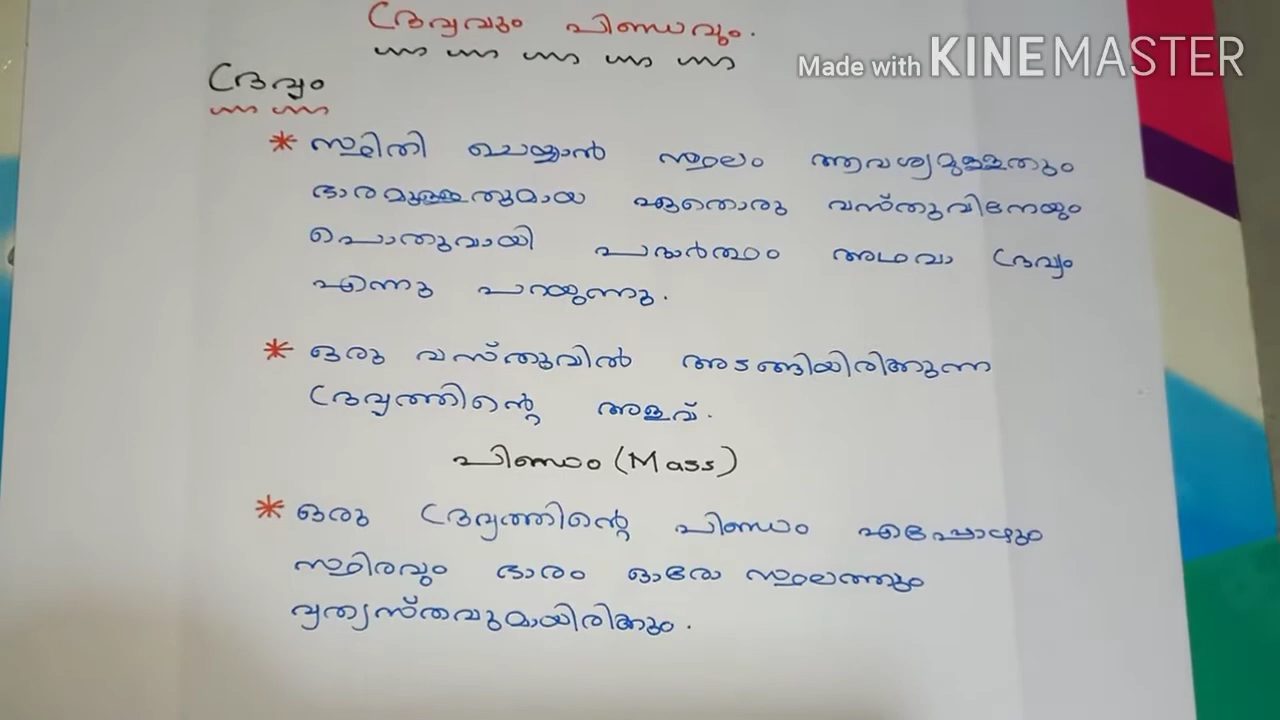 ദ്രവ്യവും പിണ്ഡവും.
Made with KINEMASTER
ദ്രവ്യം
* സ്ഥിതി ചെയ്യാൻ സ്ഥലം ആവശ്യമുള്ളതും
ഭാരമുള്ളതുമായ ഏതൊരു വസ്തുവിനേയും
പൊതുവായി പദാർത്ഥം അഥവാ ദ്രവ്യം
എന്നു പറയുന്നു.
* ഒരു വസ്തുവിൽ അടങ്ങിയിരിക്കുന്ന
ദ്രവ്യത്തിന്റെ അളവ്.
പിണ്ഡം (Mass)
* ഒരു ദ്രവ്യത്തിന്റെ പിണ്ഡം എപ്പോഴും
സ്ഥിരവും ഭാരം ഓരോ സ്ഥലത്തും
വ്യത്യസ്തവുമായിരിക്കും.